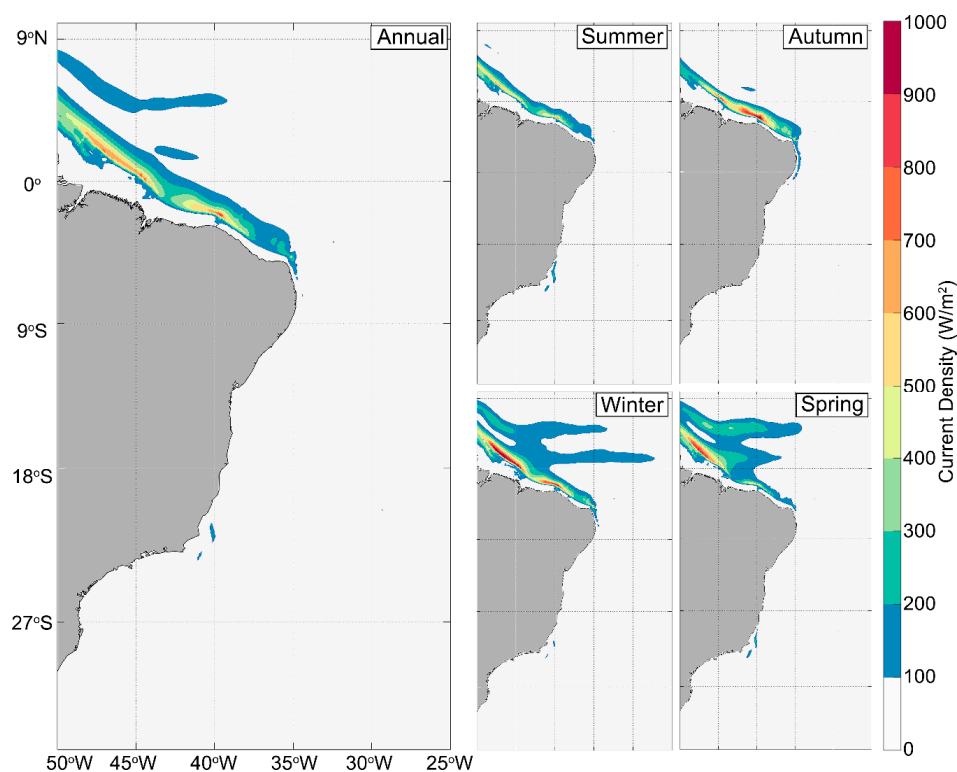 Annual
Summer
Autumn
Winter
Spring
9°N
0°
9°S
18°S
27°S
50°W 45°W 40°W 35°W 30°W 25°W
1000
900
800
700
600
500
400
300
200
100
0
Current Density (W/m²)